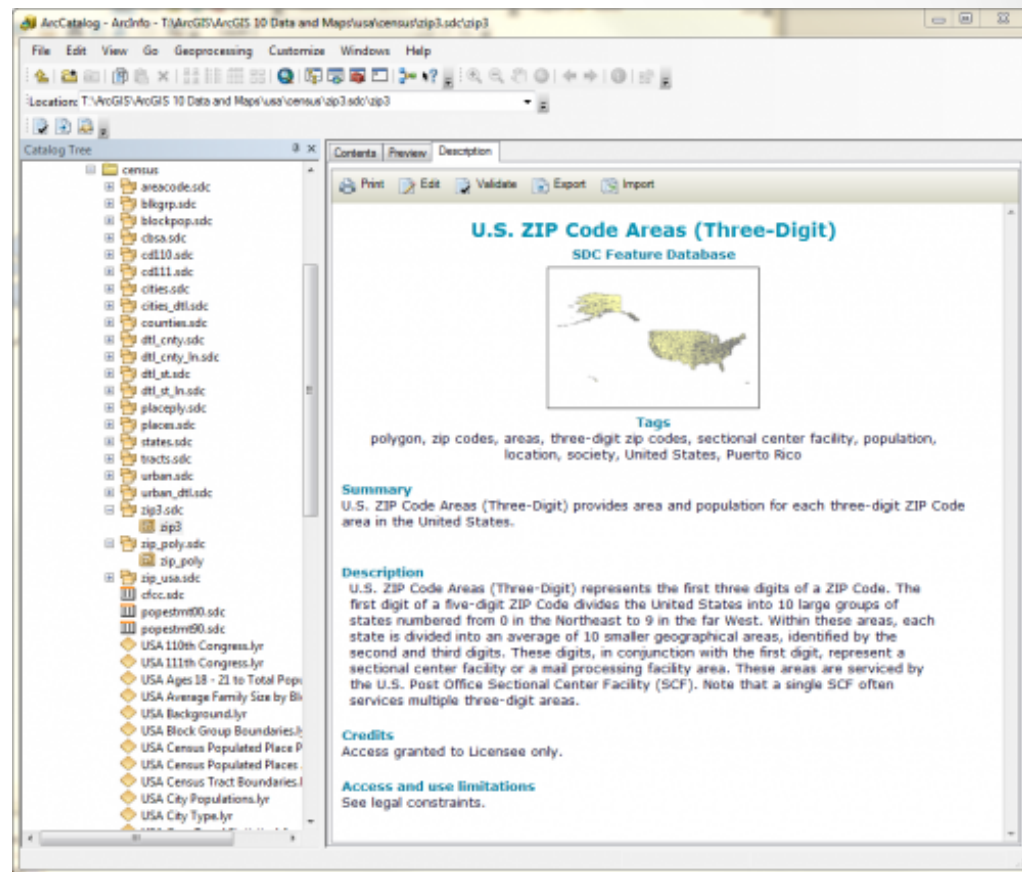 ArcCatalog - ArcInfo - T:\ArcGIS\ArcGIS 10 Data and Maps\usa\census\zip3.sdc\zip3
File Edit View Go Geoprocessing Customize Windows Help
Location: T:\ArcGIS\ArcGIS 10 Data and Maps\usa\census\zip3.sdc\zip3
Catalog Tree
census
areacode.sdc
blkgrp.sdc
blockpop.sdc
cbsa.sdc
cd110.sdc
cd111.sdc
cities.sdc
cities_dtl.sdc
counties.sdc
dtl_cnty.sdc
dtl_cnty_ln.sdc
dtl_st.sdc
dtl_st_ln.sdc
placeply.sdc
places.sdc
states.sdc
tracts.sdc
urban.sdc
urban_dtl.sdc
zip3.sdc
zip3
zip_poly.sdc
zip_poly
zip_usa.sdc
cfcc.sdc
popestmt00.sdc
popestmt90.sdc
USA 110th Congress.lyr
USA 111th Congress.lyr
USA Ages 18 - 21 to Total Popu
USA Average Family Size by Bl
USA Background.lyr
USA Block Group Boundaries.l
USA Census Populated Place P
USA Census Populated Places
USA Census Tract Boundaries.l
USA City Populations.lyr
USA City Type.lyr
Contents Preview Description
Print Edit Validate Export Import
U.S. ZIP Code Areas (Three-Digit)
SDC Feature Database
Tags
polygon, zip codes, areas, three-digit zip codes, sectional center facility, population,
location, society, United States, Puerto Rico
Summary
U.S. ZIP Code Areas (Three-Digit) provides area and population for each three-digit ZIP Code
area in the United States.
Description
U.S. ZIP Code Areas (Three-Digit) represents the first three digits of a ZIP Code. The
first digit of a five-digit ZIP Code divides the United States into 10 large groups of
states numbered from 0 in the Northeast to 9 in the far West. Within these areas, each
state is divided into an average of 10 smaller geographical areas, identified by the
second and third digits. These digits, in conjunction with the first digit, represent a
sectional center facility or a mail processing facility area. These areas are serviced by
the U.S. Post Office Sectional Center Facility (SCF). Note that a single SCF often
services multiple three-digit areas.
Credits
Access granted to Licensee only.
Access and use limitations
See legal constraints.